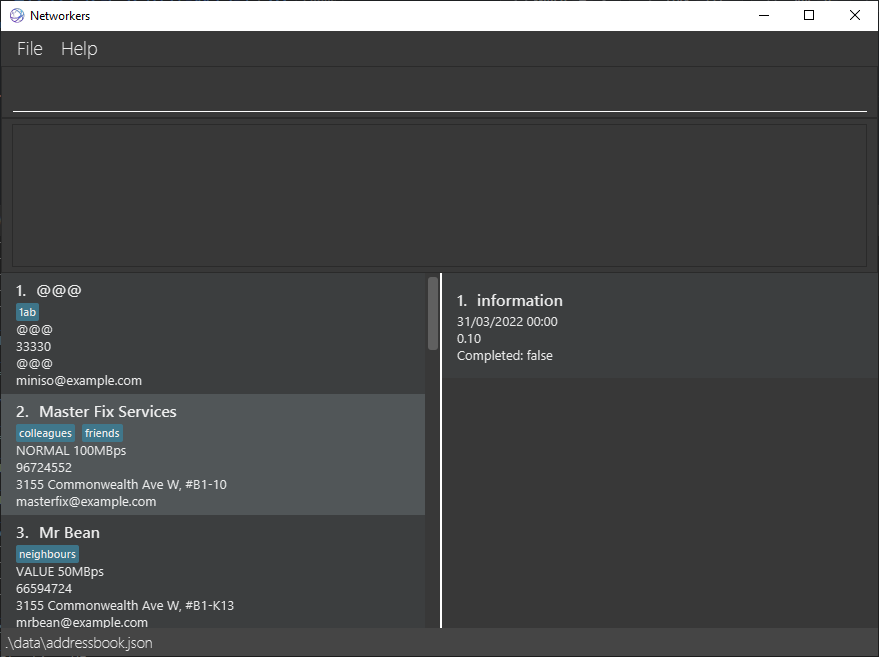 Networkers
File Help
1. @@@
1ab
@@@
33330
@@@
miniso@example.com
2. Master Fix Services
colleagues friends
NORMAL 100MBps
96724552
3155 Commonwealth Ave W, #B1-10
masterfix@example.com
3. Mr Bean
neighbours
VALUE 50MBps
66594724
3155 Commonwealth Ave W, #B1-K13
mrbean@example.com
1. information
31/03/2022 00:00
0.10
Completed: false
.\data\addressbook.json